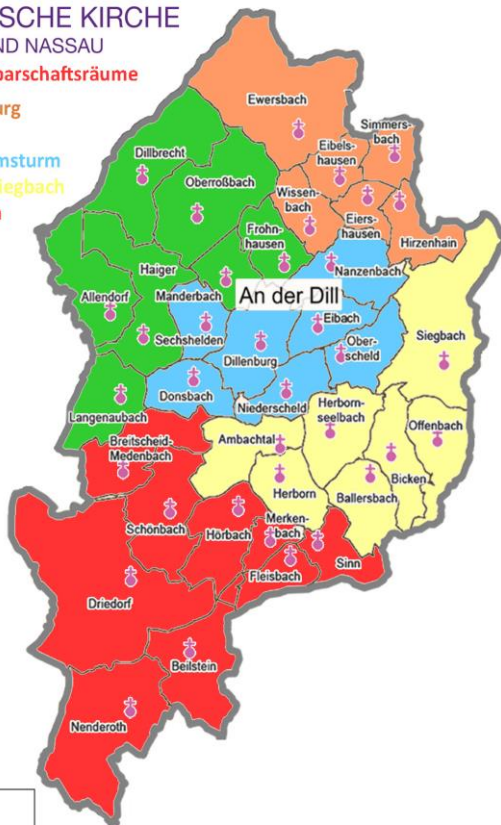 SCHE KIRCHE
ND NASSAU
barschaftsräume
urg
msturm
iegbach
Ewersbach
Simmers-
bach
Eibels-
hausen
Dillbrecht
Oberroßbach
Wissen-
bach
Eiers-
hausen
Frohn-
hausen
Hirzenhain
Haiger
Nanzenbach
Allendorf
Manderbach
An der Dill
Eibach
Sechshelden
Siegbach
Dillenburg
Ober-
scheld
Donsbach
Niederscheld
Herborn-
seelbach
Langenaubach
Offenbach
Breitscheid-
Medenbach
Ambachtal
Bicken
Herborn
Ballersbach
Schönbach
Hörbach
Merken-
bach
Sinn
Fleisbach
Driedorf
Beilstein
Nenderoth